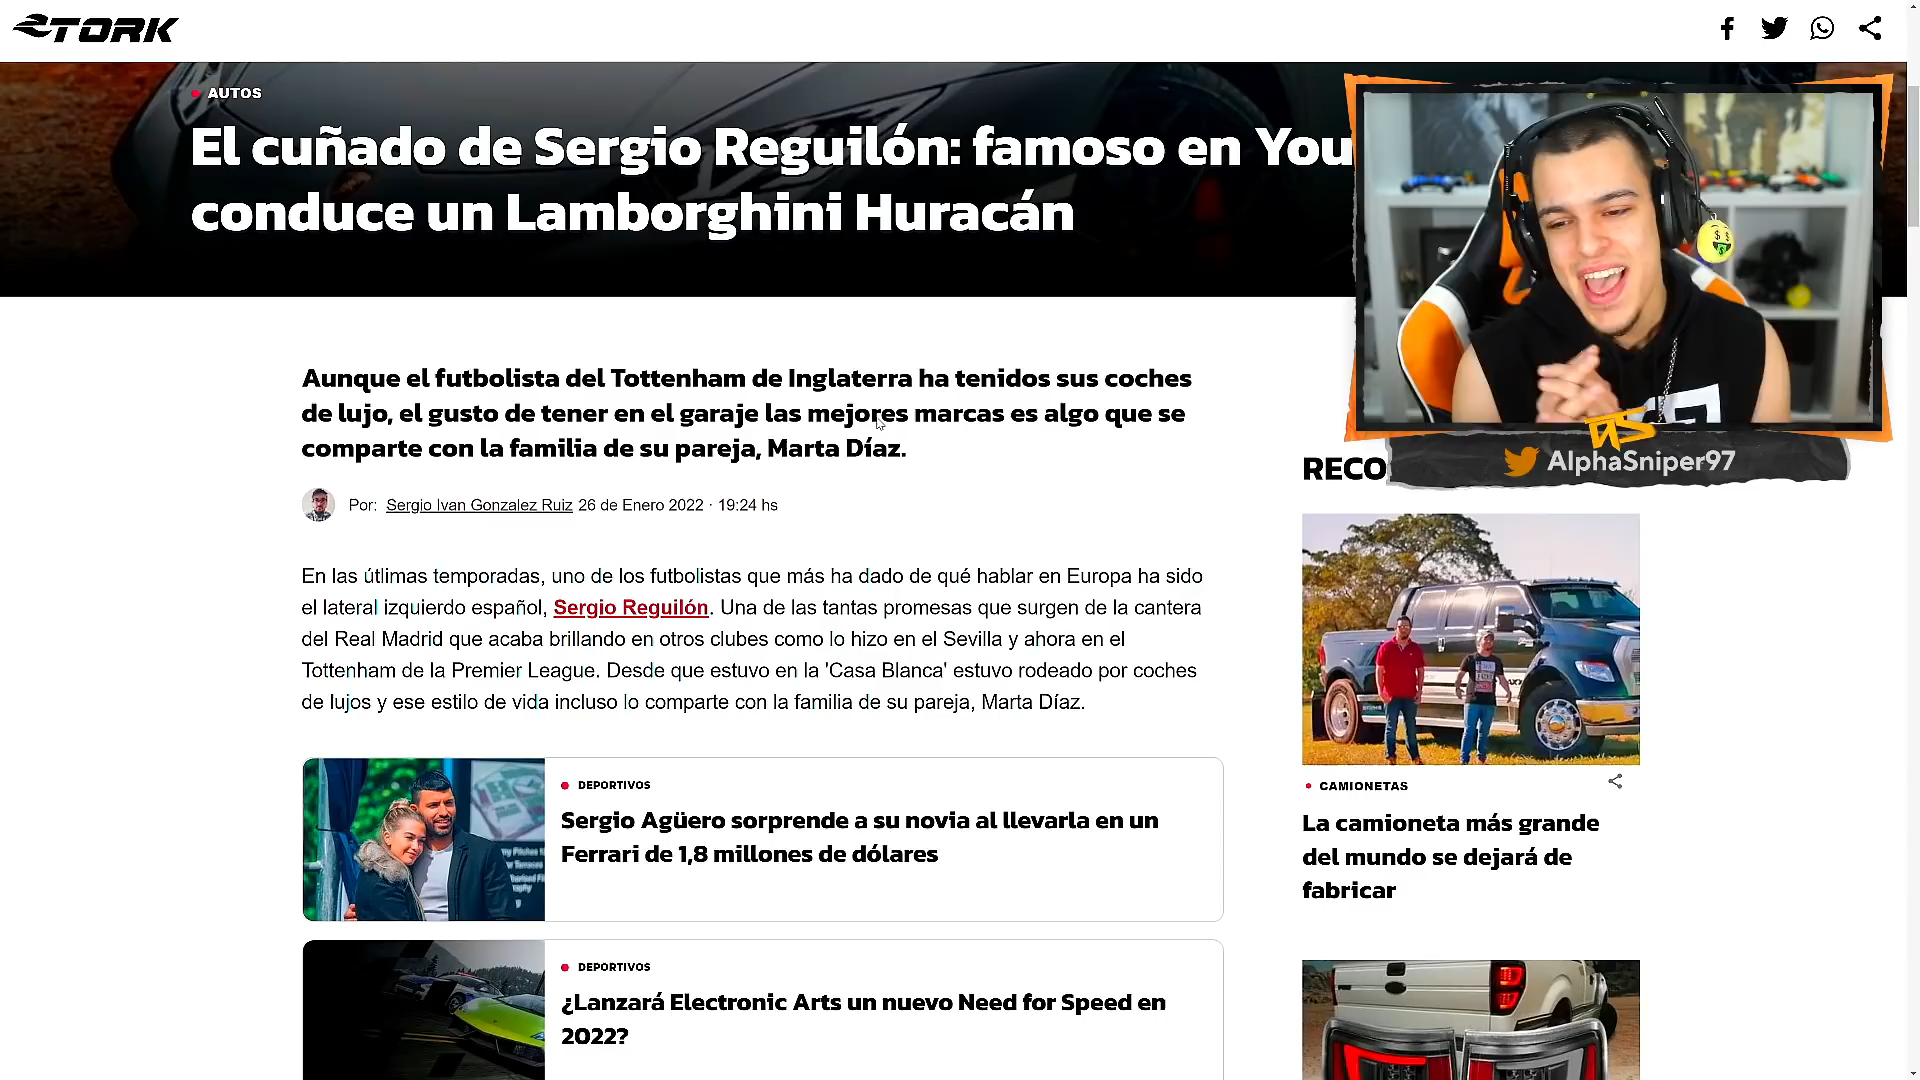 TORK
AUTOS
El cuñado de Sergio Reguilón: famoso en You
conduce un Lamborghini Huracán
Aunque el futbolista del Tottenham de Inglaterra ha tenidos sus coches
de lujo, el gusto de tener en el garaje las mejores marcas es algo que se
comparte con la familia de su pareja, Marta Díaz.
Por: Sergio Ivan Gonzalez Ruiz 26 de Enero 2022 · 19:24 hs
En las útlimas temporadas, uno de los futbolistas que más ha dado de qué hablar en Europa ha sido
el lateral izquierdo español, Sergio Reguilón. Una de las tantas promesas que surgen de la cantera
del Real Madrid que acaba brillando en otros clubes como lo hizo en el Sevilla y ahora en el
Tottenham de la Premier League. Desde que estuvo en la 'Casa Blanca' estuvo rodeado por coches
de lujos y ese estilo de vida incluso lo comparte con la familia de su pareja, Marta Díaz.
DEPORTIVOS
Sergio Agüero sorprende a su novia al llevarla en un
Ferrari de 1,8 millones de dólares
DEPORTIVOS
¿Lanzará Electronic Arts un nuevo Need for Speed en
2022?
AS
AlphaSniper97
RECO
CAMIONETAS
La camioneta más grande
del mundo se dejará de
fabricar